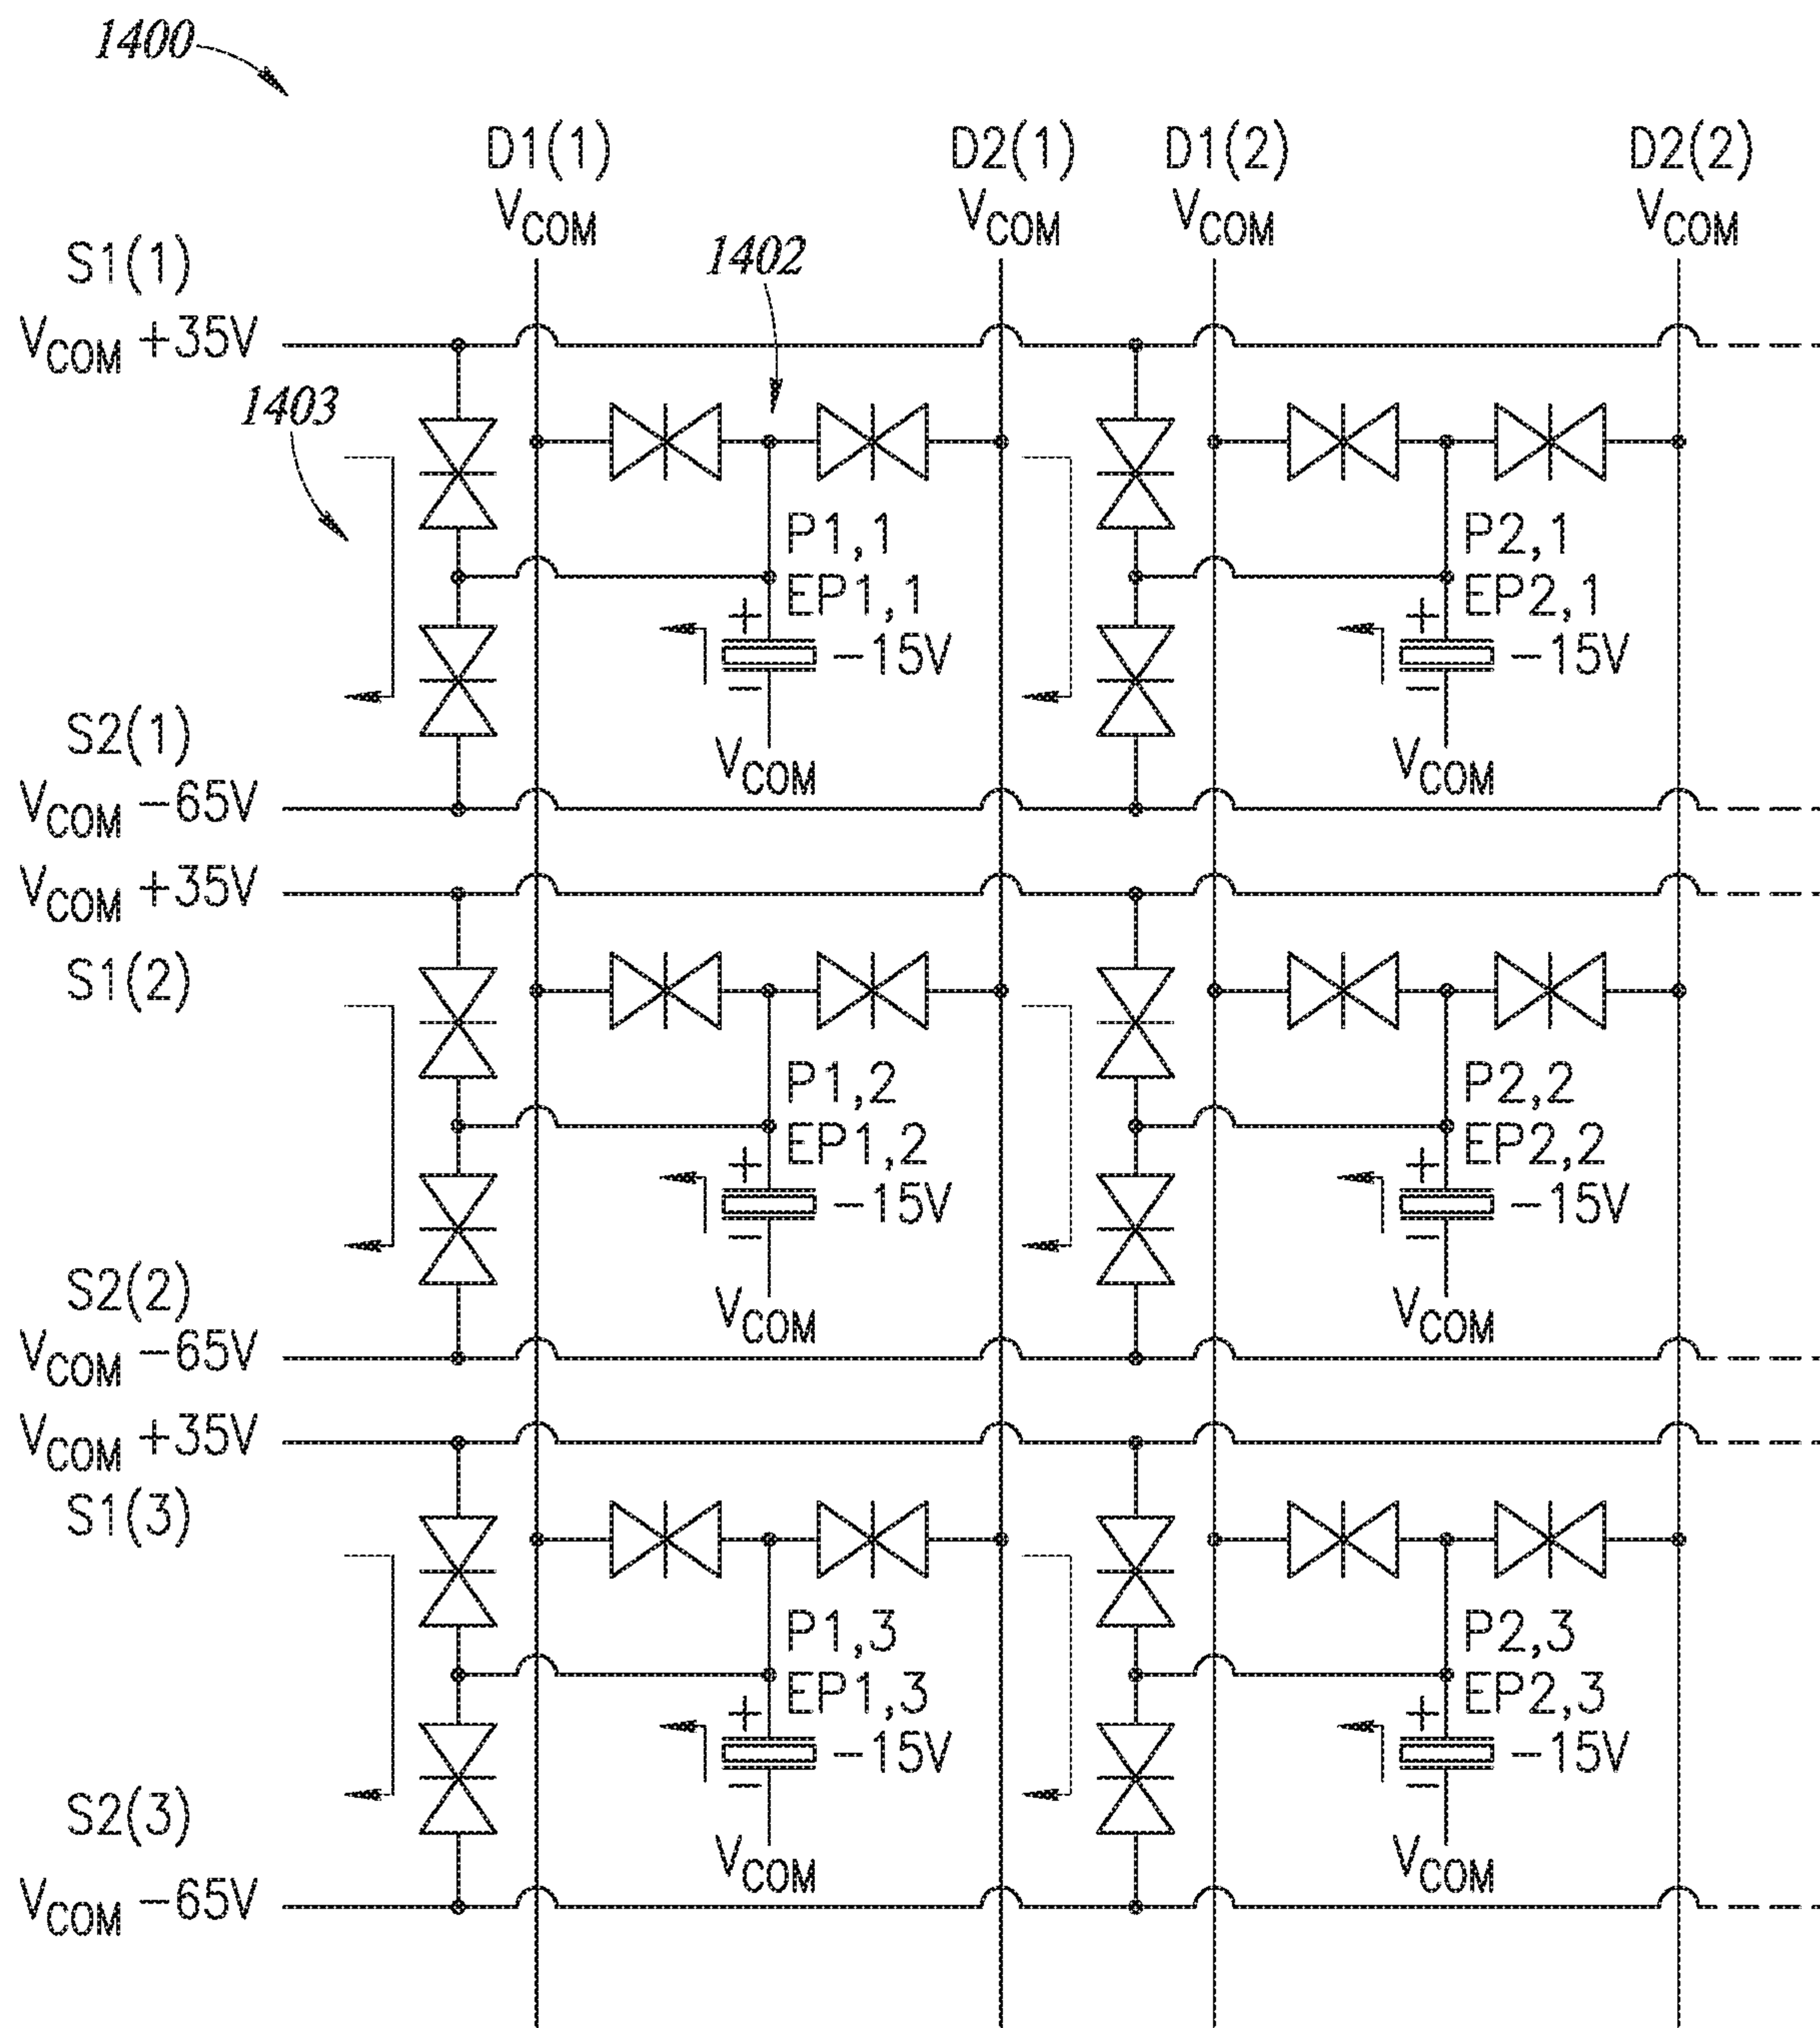 1400
D1(1) D2(1) D1(2) D2(2)
VCOM VCOM VCOM VCOM
1402
S1(1)
VCOM +35V
1403
P1,1 P2,1
EP1,1 EP2,1
+ −15V + −15V
− −
S2(1)
VCOM VCOM
VCOM −65V
VCOM +35V
S1(2)
P1,2 P2,2
EP1,2 EP2,2
+ −15V + −15V
− −
S2(2)
VCOM VCOM
VCOM −65V
VCOM +35V
S1(3)
P1,3 P2,3
EP1,3 EP2,3
+ −15V + −15V
− −
S2(3)
VCOM VCOM
VCOM −65V